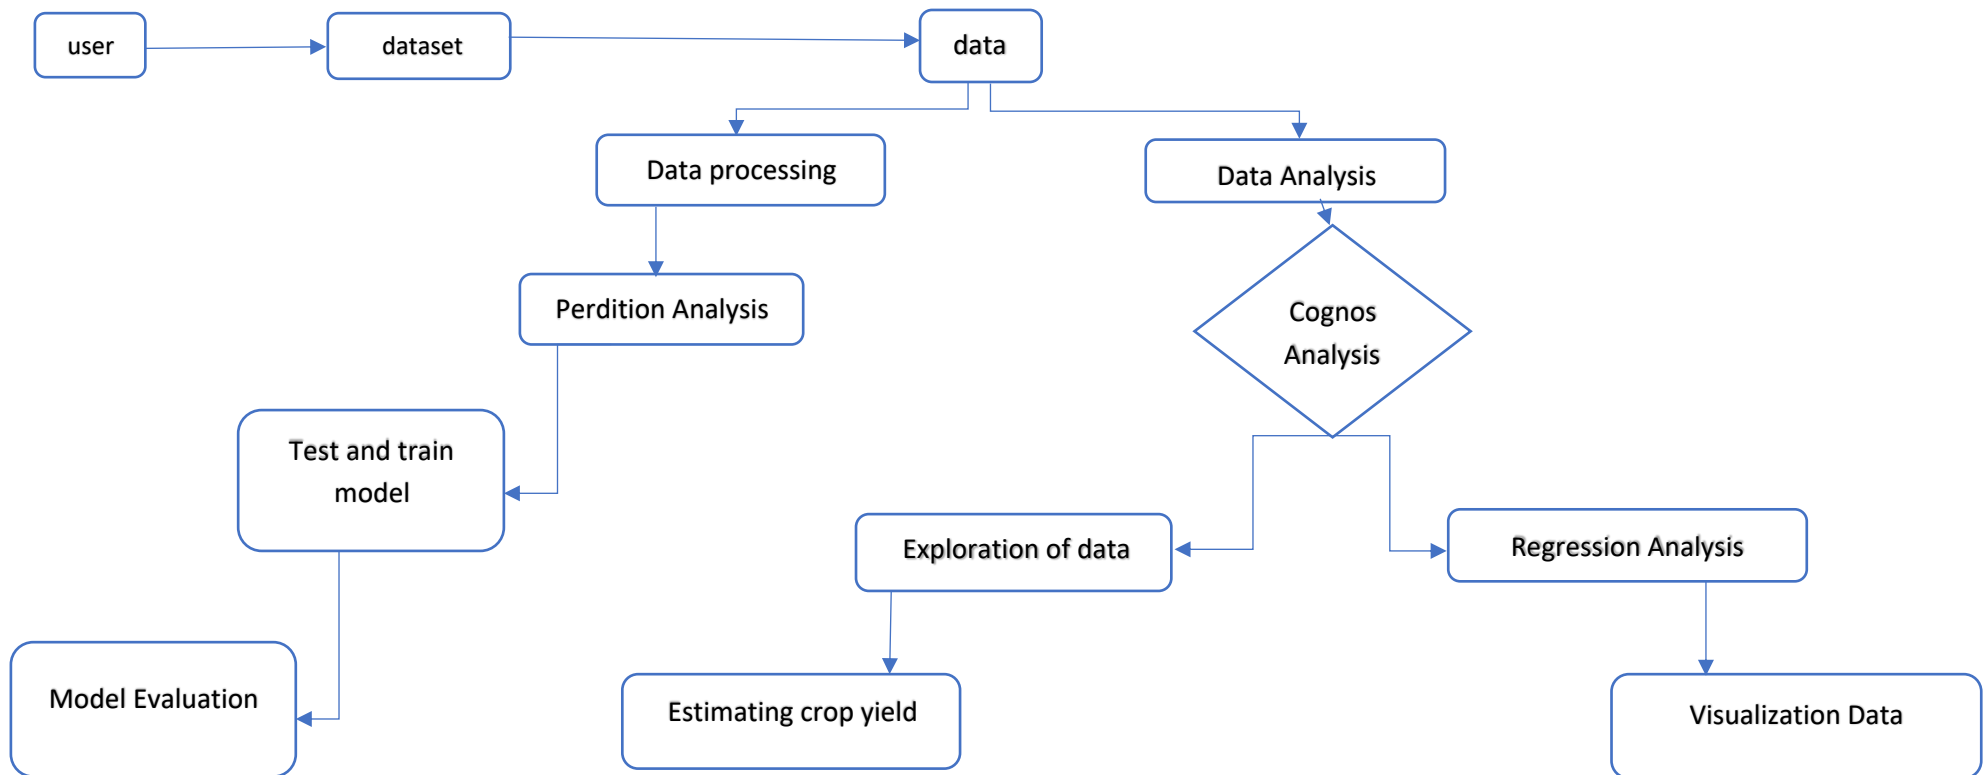 user
dataset
data
Data processing
Data Analysis
Perdition Analysis
Cognos
Analysis
Test and train
model
Exploration of data
Regression Analysis
Model Evaluation
Estimating crop yield
Visualization Data